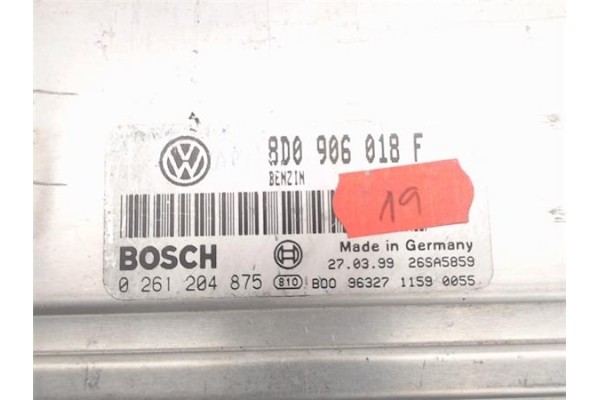 8D0 906 018 F
BENZIN
19
BOSCH
Made in Germany
27.03.99 26SA5859
0 261 204 875 810 BDO 96327 1159 0055